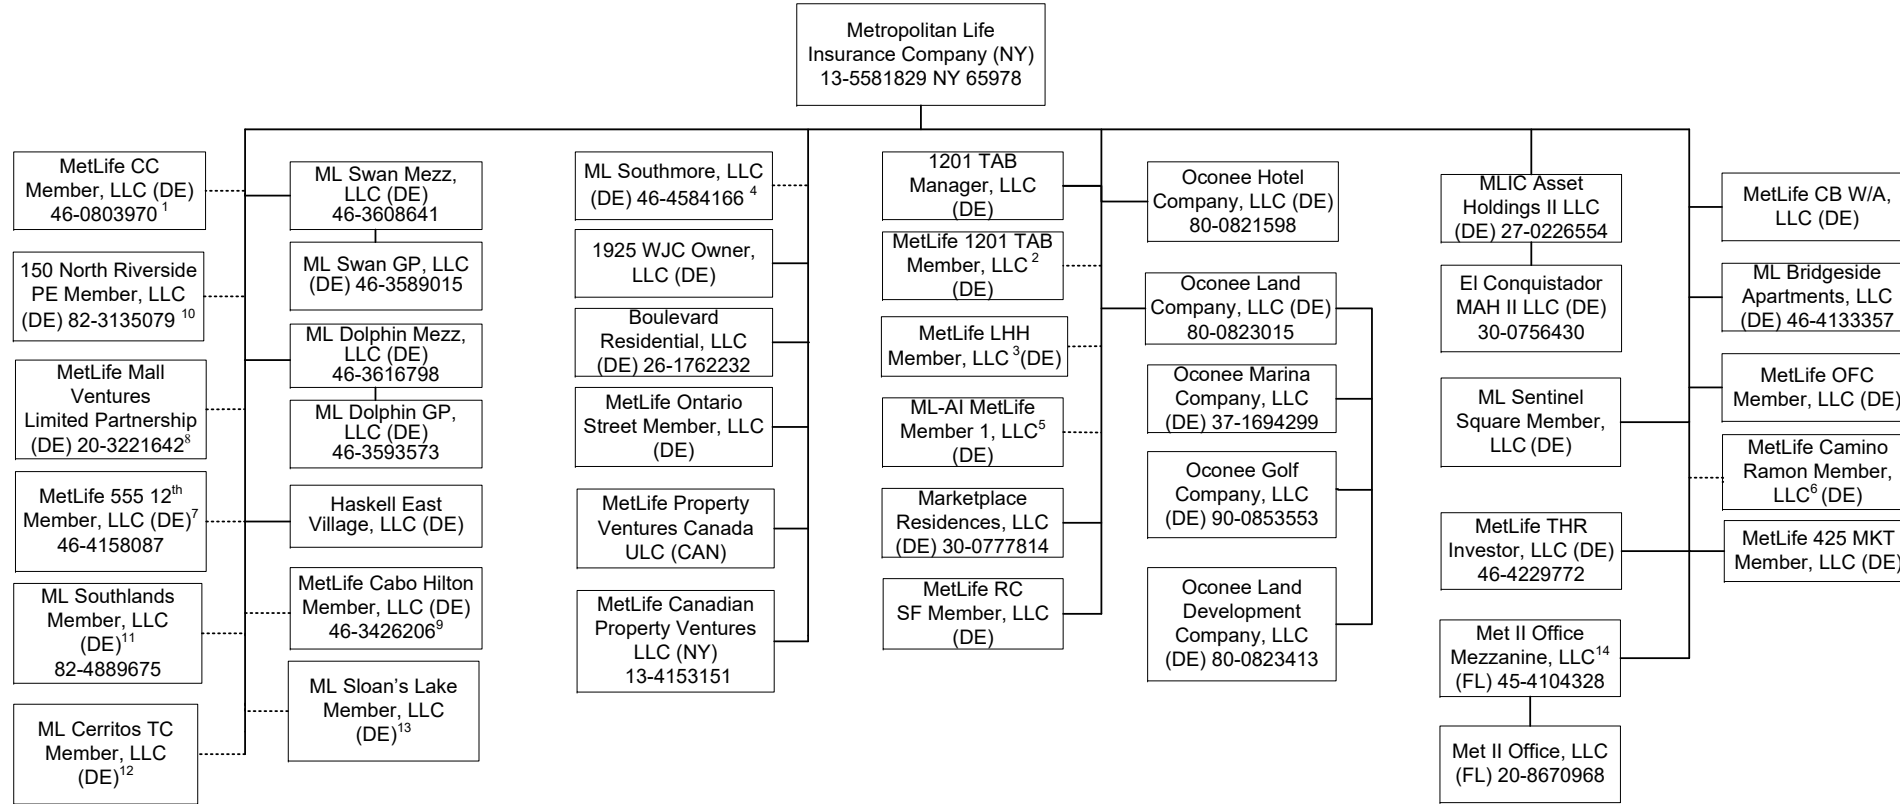 Metropolitan Life
Insurance Company (NY)
13-5581829 NY 65978
MetLife CC
Member, LLC (DE)
46-0803970 1
150 North Riverside
PE Member, LLC
(DE) 82-3135079 10
MetLife Mall
Ventures
Limited Partnership
(DE) 20-3221642 8
MetLife 555 12th
Member, LLC (DE)7
46-4158087
ML Southlands
Member, LLC
(DE)11
82-4889675
ML Cerritos TC
Member, LLC
(DE)12
ML Swan Mezz,
LLC (DE)
46-3608641
ML Swan GP, LLC
(DE) 46-3589015
ML Dolphin Mezz,
LLC (DE)
46-3616798
ML Dolphin GP,
LLC (DE)
46-3593573
Haskell East
Village, LLC (DE)
MetLife Cabo Hilton
Member, LLC (DE)
46-3426206 9
ML Sloan’s Lake
Member, LLC
(DE)13
ML Southmore, LLC
(DE) 46-4584166 4
1925 WJC Owner,
LLC (DE)
Boulevard
Residential, LLC
(DE) 26-1762232
MetLife Ontario
Street Member, LLC
(DE)
MetLife Property
Ventures Canada
ULC (CAN)
MetLife Canadian
Property Ventures
LLC (NY)
13-4153151
1201 TAB
Manager, LLC
(DE)
MetLife 1201 TAB
Member, LLC 2
(DE)
MetLife LHH
Member, LLC 3(DE)
ML-AI MetLife
Member 1, LLC5
(DE)
Marketplace
Residences, LLC
(DE) 30-0777814
MetLife RC
SF Member, LLC
(DE)
Oconee Hotel
Company, LLC (DE)
80-0821598
Oconee Land
Company, LLC (DE)
80-0823015
Oconee Marina
Company, LLC
(DE) 37-1694299
Oconee Golf
Company, LLC
(DE) 90-0853553
Oconee Land
Development
Company, LLC
(DE) 80-0823413
MLIC Asset
Holdings II LLC
(DE) 27-0226554
El Conquistador
MAH II LLC (DE)
30-0756430
ML Sentinel
Square Member,
LLC (DE)
MetLife THR
Investor, LLC (DE)
46-4229772
Met II Office
Mezzanine, LLC14
(FL) 45-4104328
Met II Office, LLC
(FL) 20-8670968
MetLife CB W/A,
LLC (DE)
ML Bridgeside
Apartments, LLC
(DE) 46-4133357
MetLife OFC
Member, LLC (DE)
MetLife Camino
Ramon Member,
LLC6 (DE)
MetLife 425 MKT
Member, LLC (DE)